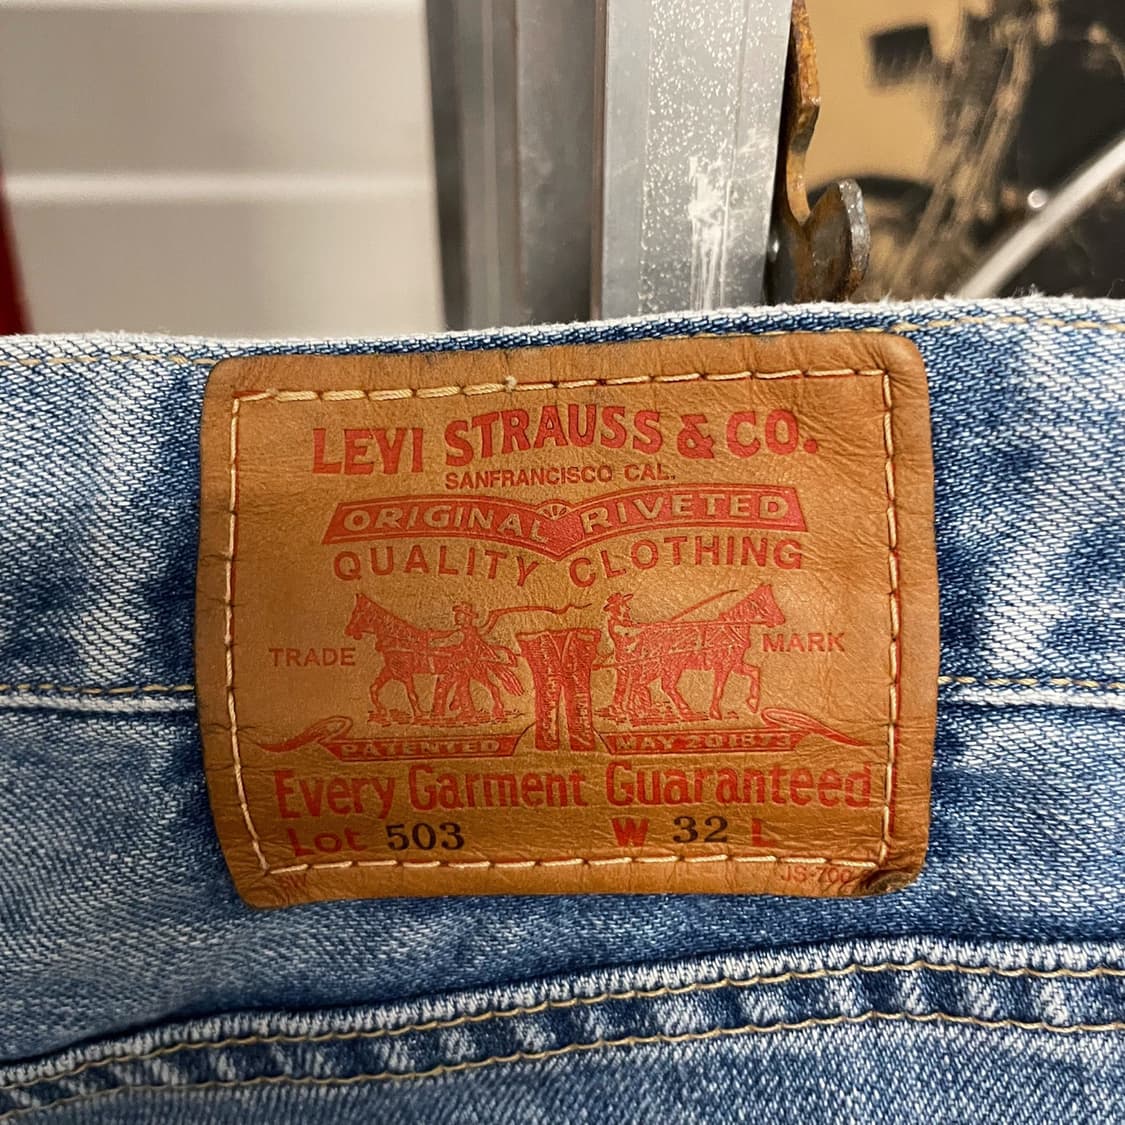 LEVI STRAUSS & CO.
SANFRANCISCO CAL.
ORIGINAL RIVETED
QUALITY CLOTHING
TRADE MARK
PATENTED MAY 20 1873
Every Garment Guaranteed
Lot 503 W 32 L